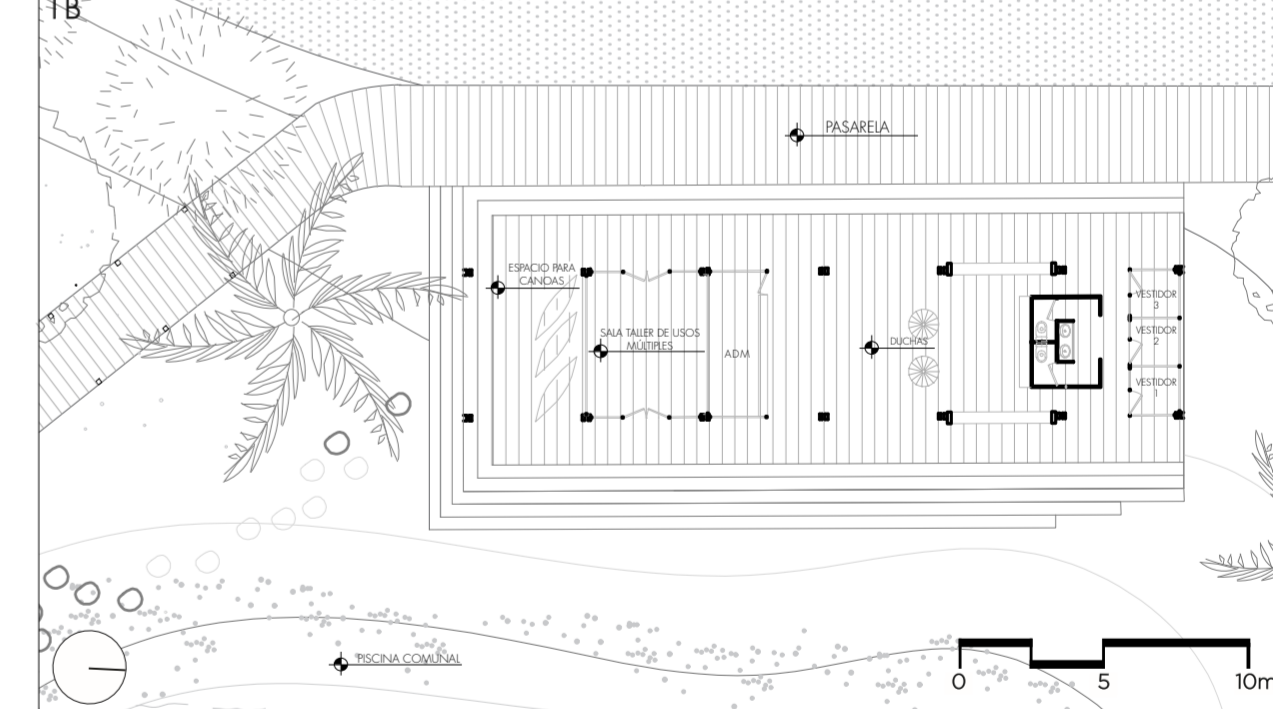 1B
PASARELA
ESPACIO PARA
CANOAS
SALA TALLER DE USOS
MÚLTIPLES
ADM
DUCHAS
VESTIDOR
3
VESTIDOR
2
VESTIDOR
1
PISCINA COMUNAL
0 5 10m